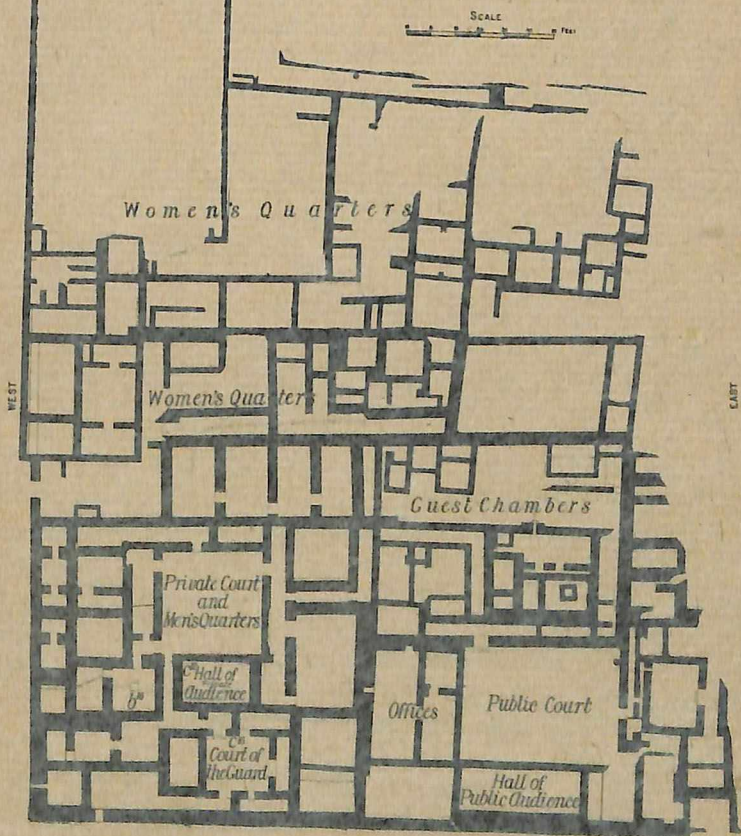 SCALE
FEET
Women's Quarters
WEST
EAST
Women's Quarters
Guest Chambers
Private Court
and
Men's Quarters
Hall of
Audience
Offices
Public Court
Court of
the Guard
Hall of
Public Audience